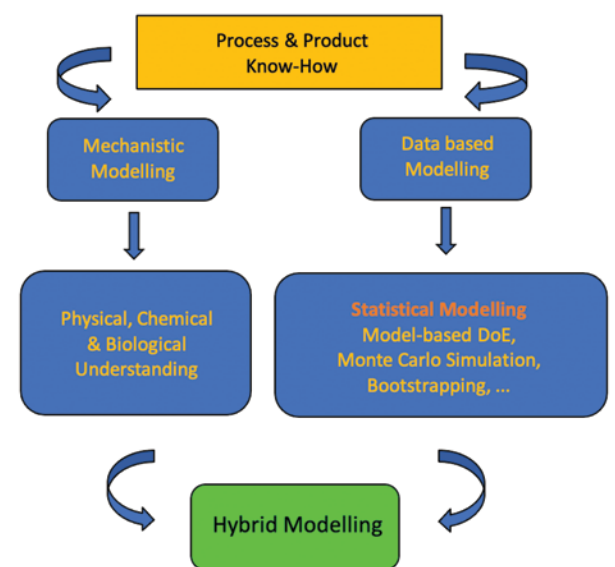 Process & Product
Know-How
Mechanistic
Modelling
Data based
Modelling
Physical, Chemical
& Biological
Understanding
Statistical Modelling
Model-based DoE,
Monte Carlo Simulation,
Bootstrapping, ...
Hybrid Modelling